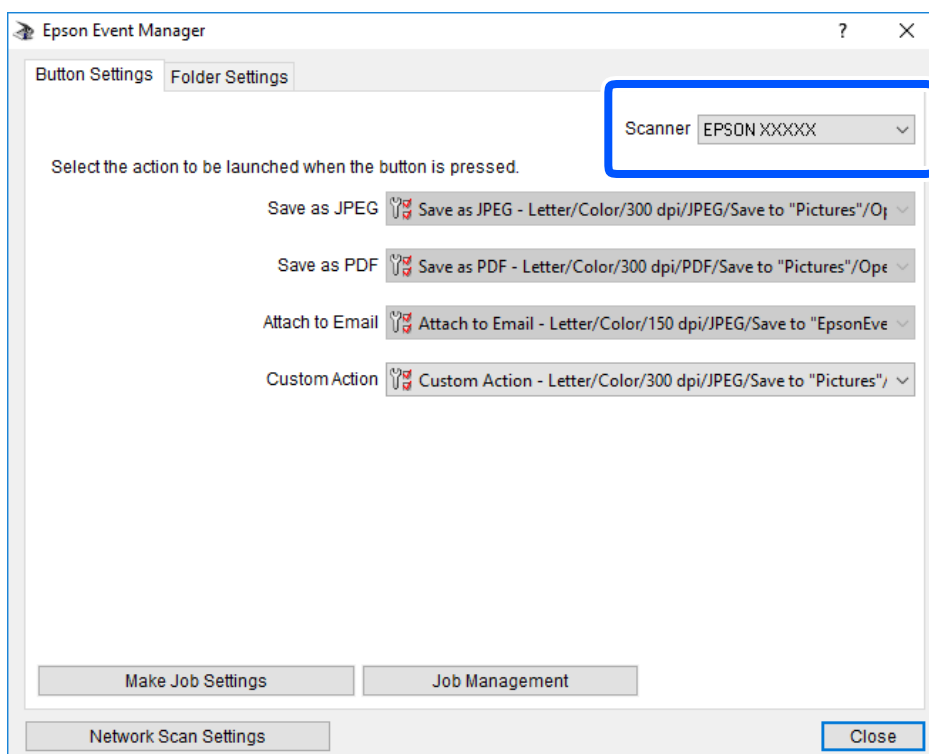 Epson Event Manager
Button Settings Folder Settings
Scanner EPSON XXXXX
Select the action to be launched when the button is pressed.
Save as JPEG Save as JPEG - Letter/Color/300 dpi/JPEG/Save to "Pictures"/Op
Save as PDF Save as PDF - Letter/Color/300 dpi/PDF/Save to "Pictures"/Ope
Attach to Email Attach to Email - Letter/Color/150 dpi/JPEG/Save to "EpsonEve
Custom Action Custom Action - Letter/Color/300 dpi/JPEG/Save to "Pictures"/
Make Job Settings Job Management
Network Scan Settings Close